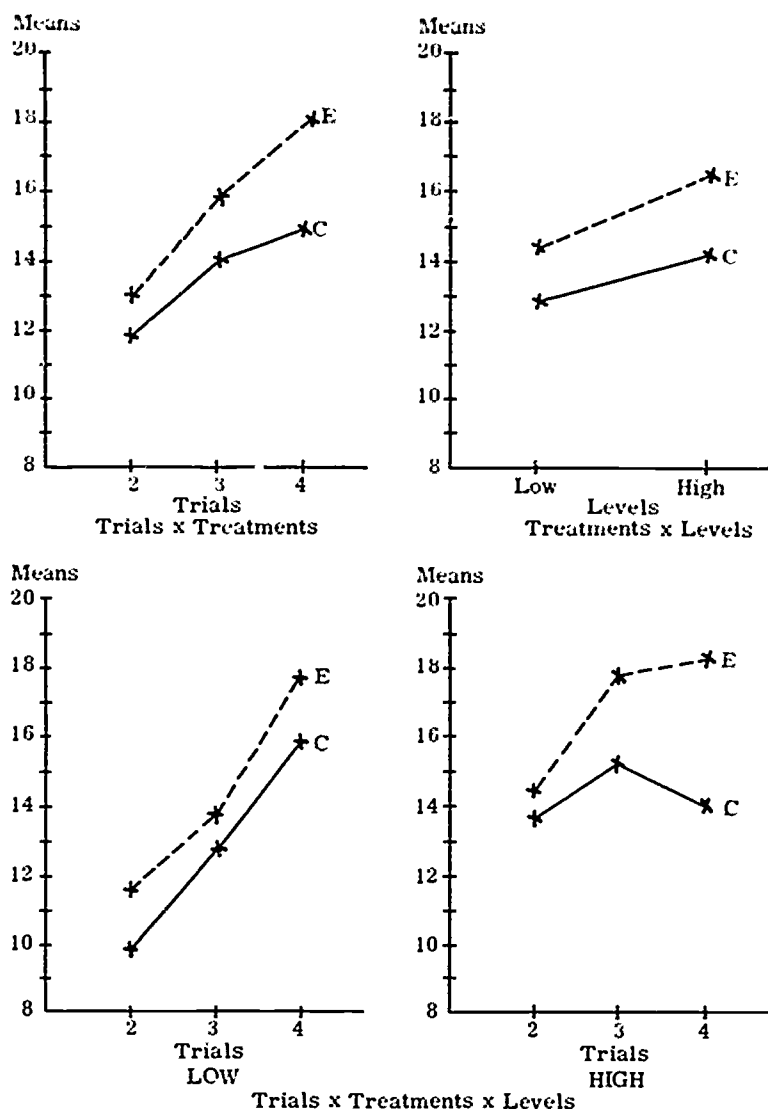 Means
20
18
16
14
12
10
8
E
C
2 3 4
Trials
Trials x Treatments
Means
20
18
16
14
12
10
8
E
C
Low High
Levels
Treatments x Levels
Means
20
18
16
14
12
10
8
E
C
2 3 4
Trials
LOW
Means
20
18
16
14
12
10
8
E
C
2 3 4
Trials
HIGH
Trials x Treatments x Levels